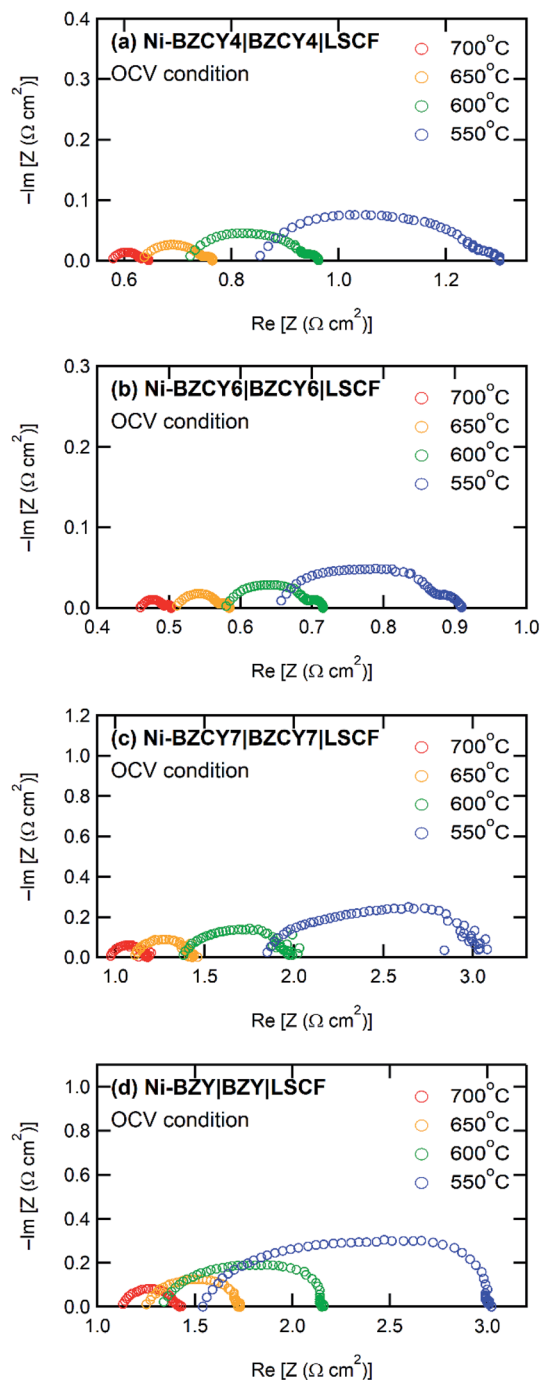 (a) Ni-BZCY4|BZCY4|LSCF
OCV condition
700°C
650°C
600°C
550°C
0.4
0.3
0.2
0.1
0.0
−Im [Z (Ω cm²)]
0.6 0.8 1.0 1.2
Re [Z (Ω cm²)]
(b) Ni-BZCY6|BZCY6|LSCF
OCV condition
700°C
650°C
600°C
550°C
0.3
0.2
0.1
0.0
−Im [Z (Ω cm²)]
0.4 0.5 0.6 0.7 0.8 0.9 1.0
Re [Z (Ω cm²)]
(c) Ni-BZCY7|BZCY7|LSCF
OCV condition
700°C
650°C
600°C
550°C
1.2
1.0
0.8
0.6
0.4
0.2
0.0
−Im [Z (Ω cm²)]
1.0 1.5 2.0 2.5 3.0
Re [Z (Ω cm²)]
(d) Ni-BZY|BZY|LSCF
OCV condition
700°C
650°C
600°C
550°C
1.0
0.8
0.6
0.4
0.2
0.0
−Im [Z (Ω cm²)]
1.0 1.5 2.0 2.5 3.0
Re [Z (Ω cm²)]